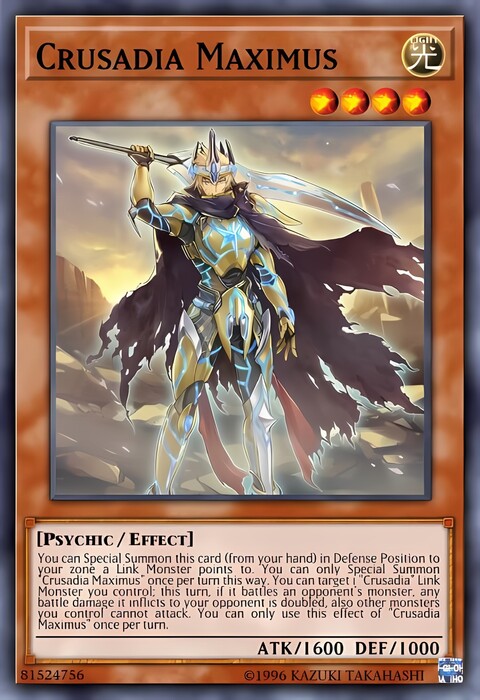 CRUSADIA MAXIMUS
LIGHT
光
[PSYCHIC / EFFECT]
You can Special Summon this card (from your hand) in Defense Position to
your zone a Link Monster points to. You can only Special Summon
"Crusadia Maximus" once per turn this way. You can target 1 "Crusadia" Link
Monster you control; this turn, if it battles an opponent's monster, any
battle damage it inflicts to your opponent is doubled, also other monsters
you control cannot attack. You can only use this effect of "Crusadia
Maximus" once per turn.
ATK/1600 DEF/1000
81524756
©1996 KAZUKI TAKAHASHI